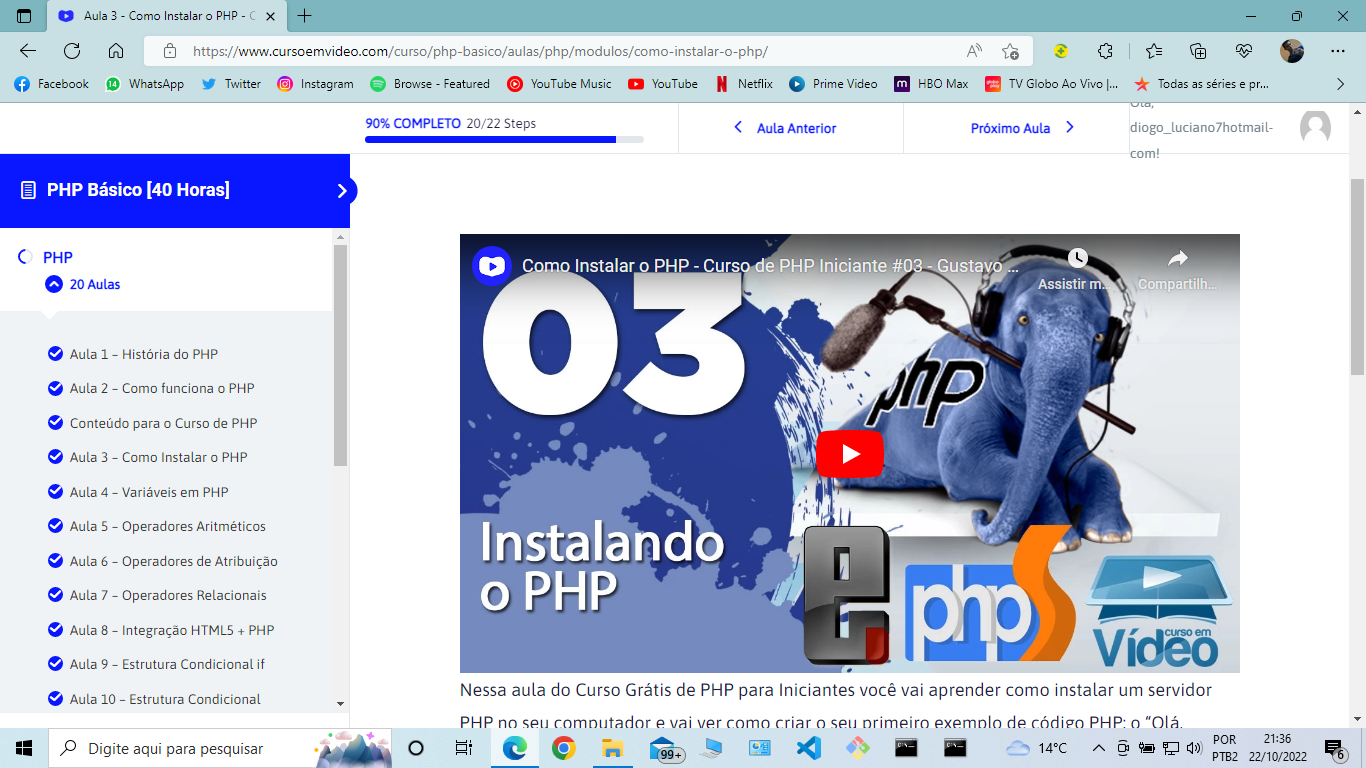 Aula 3 - Como Instalar o PHP - C
https://www.cursoemvideo.com/curso/php-basico/aulas/php/modulos/como-instalar-o-php/
Facebook
14 WhatsApp
Twitter
Instagram
Browse - Featured
YouTube Music
YouTube
Netflix
Prime Video
HBO Max
TV Globo Ao Vivo |...
Todas as séries e pr...
90% COMPLETO 20/22 Steps
Aula Anterior
Próximo Aula
Olá,
diogo_luciano7hotmail-
com!
PHP Básico [40 Horas]
PHP
20 Aulas
Aula 1 – História do PHP
Aula 2 – Como funciona o PHP
Conteúdo para o Curso de PHP
Aula 3 – Como Instalar o PHP
Aula 4 – Variáveis em PHP
Aula 5 – Operadores Aritméticos
Aula 6 – Operadores de Atribuição
Aula 7 – Operadores Relacionais
Aula 8 – Integração HTML5 + PHP
Aula 9 – Estrutura Condicional if
Aula 10 – Estrutura Condicional
Como Instalar o PHP - Curso de PHP Iniciante #03 - Gustavo ...
Assistir m...
Compartilh...
03
php
Instalando
o PHP
php
curso em
Vídeo
Nessa aula do Curso Grátis de PHP para Iniciantes você vai aprender como instalar um servidor
PHP no seu computador e vai ver como criar o seu primeiro exemplo de código PHP: o “Olá,
Digite aqui para pesquisar
99+
14°C
POR
PTB2
21:36
22/10/2022
6